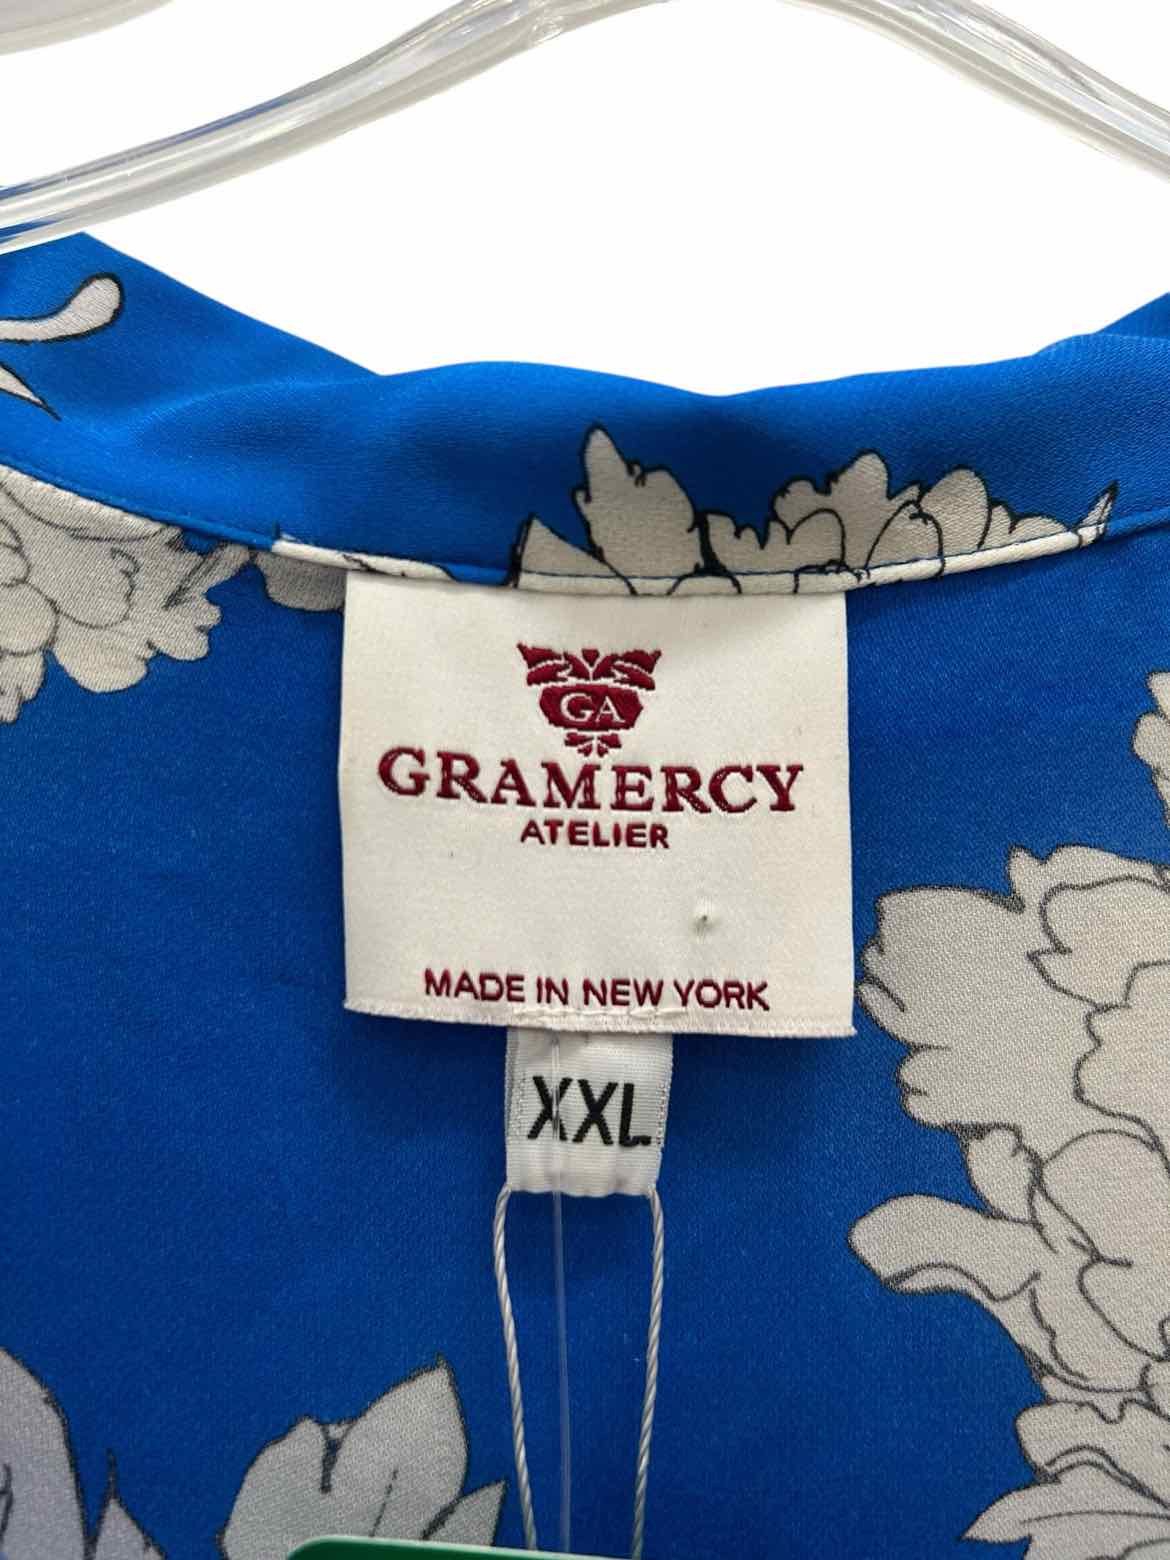 GA
GRAMERCY
ATELIER
MADE IN NEW YORK
XXL